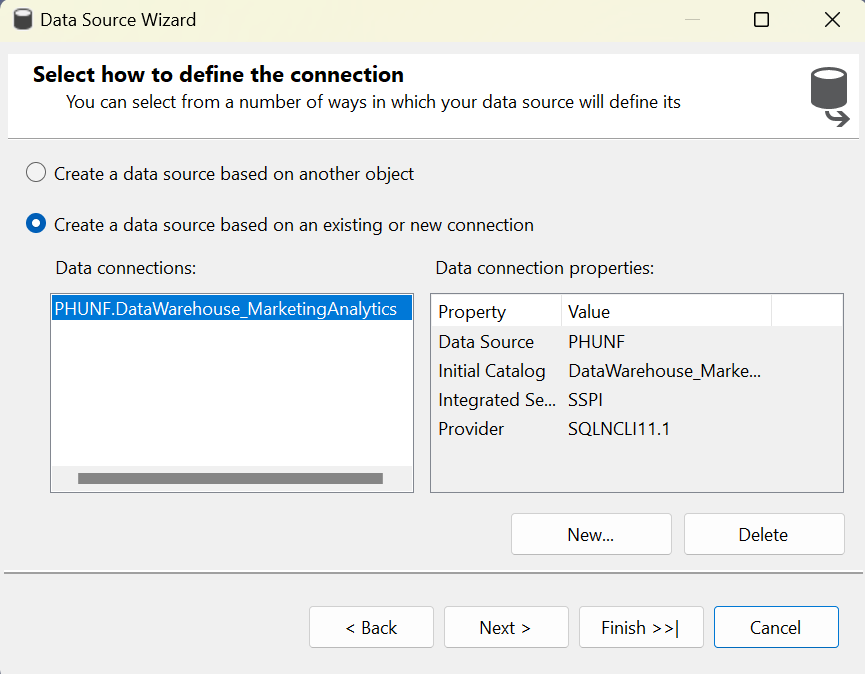 Data Source Wizard
Select how to define the connection
You can select from a number of ways in which your data source will define its
Create a data source based on another object
Create a data source based on an existing or new connection
Data connections:
Data connection properties:
PHUNF.DataWarehouse_MarketingAnalytics
Property Value
Data Source PHUNF
Initial Catalog DataWarehouse_Marke...
Integrated Se... SSPI
Provider SQLNCLI11.1
New... Delete
< Back Next > Finish >>| Cancel